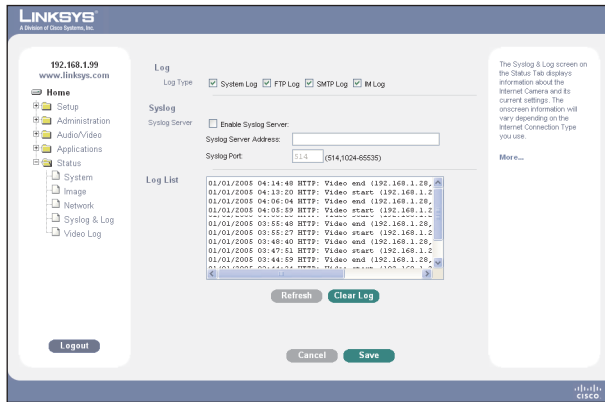 LINKSYS®
A Division of Cisco Systems, Inc.
192.168.1.99
www.linksys.com
Home
Setup
Administration
Audio/Video
Applications
Status
System
Image
Network
Syslog & Log
Video Log
Logout
Log
Log Type
System Log
FTP Log
SMTP Log
IM Log
Syslog
Syslog Server
Enable Syslog Server:
Syslog Server Address:
Syslog Port:
514
(514,1024-65535)
Log List
01/01/2005 04:14:48 HTTP: Video end (192.168.1.28,
01/01/2005 04:13:20 HTTP: Video start (192.168.1.2
01/01/2005 04:06:04 HTTP: Video end (192.168.1.28,
01/01/2005 04:05:59 HTTP: Video start (192.168.1.2
01/01/2005 03:55:48 HTTP: Video end (192.168.1.28,
01/01/2005 03:55:27 HTTP: Video start (192.168.1.2
01/01/2005 03:48:40 HTTP: Video end (192.168.1.28,
01/01/2005 03:47:51 HTTP: Video start (192.168.1.2
01/01/2005 03:44:59 HTTP: Video end (192.168.1.28,
Refresh
Clear Log
Cancel
Save
The Syslog & Log screen on
the Status Tab displays
information about the
Internet Camera and its
current settings. The
onscreen information will
vary depending on the
Internet Connection Type
you use.
More...
CISCO